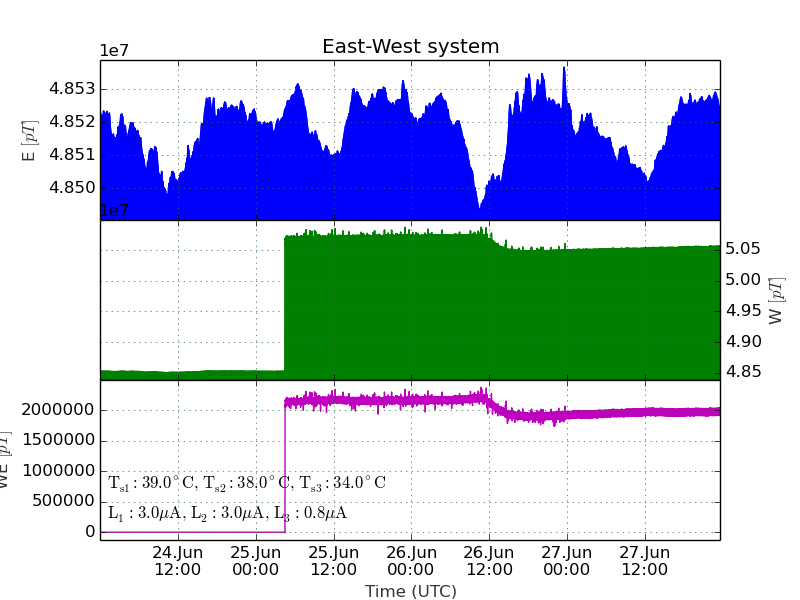 East-West system
1e7
4.853
4.852
4.851
4.850
E [pT]
1e7
5.05
5.00
4.95
4.90
4.85
W [pT]
2000000
1500000
1000000
500000
0
WE [pT]
T_s1 : 39.0°C, T_s2 : 38.0°C, T_s3 : 34.0°C
L_1 : 3.0μA, L_2 : 3.0μA, L_3 : 0.8μA
24.Jun 25.Jun 25.Jun 26.Jun 26.Jun 27.Jun 27.Jun
12:00 00:00 12:00 00:00 12:00 00:00 12:00
Time (UTC)